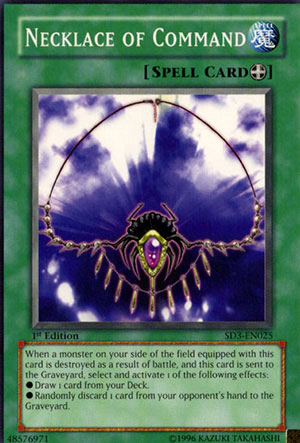 NECKLACE OF COMMAND
魔
SPELL
[SPELL CARD]
1st Edition
SD3-EN025
When a monster on your side of the field equipped with this
card is destroyed as a result of battle, and this card is sent to
the Graveyard, select and activate 1 of the following effects:
● Draw 1 card from your Deck.
● Randomly discard 1 card from your opponent's hand to the
Graveyard.
48576971
©1996 KAZUKI TAKAHASHI